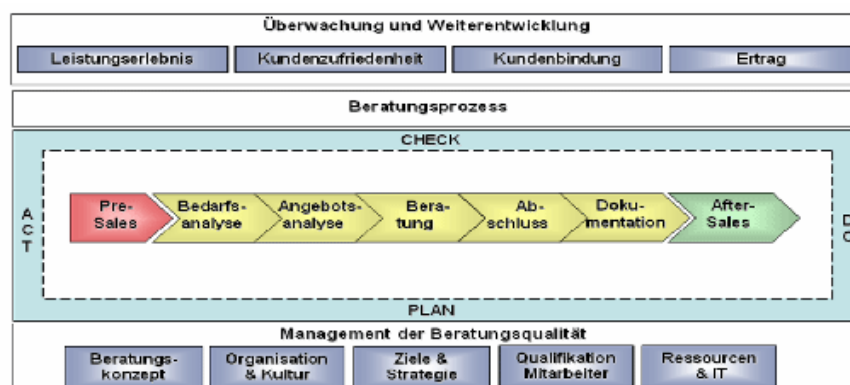 Überwachung und Weiterentwicklung
Leistungserlebnis Kundenzufriedenheit Kundenbindung Ertrag
Beratungsprozess
CHECK
ACT
Pre-
Sales
Bedarfs-
analyse
Angebots-
analyse
Bera-
tung
Ab-
schluss
Doku-
mentation
After-
Sales
PLAN
Management der Beratungsqualität
Beratungs-
konzept
Organisation
& Kultur
Ziele &
Strategie
Qualifikation
Mitarbeiter
Ressourcen
& IT